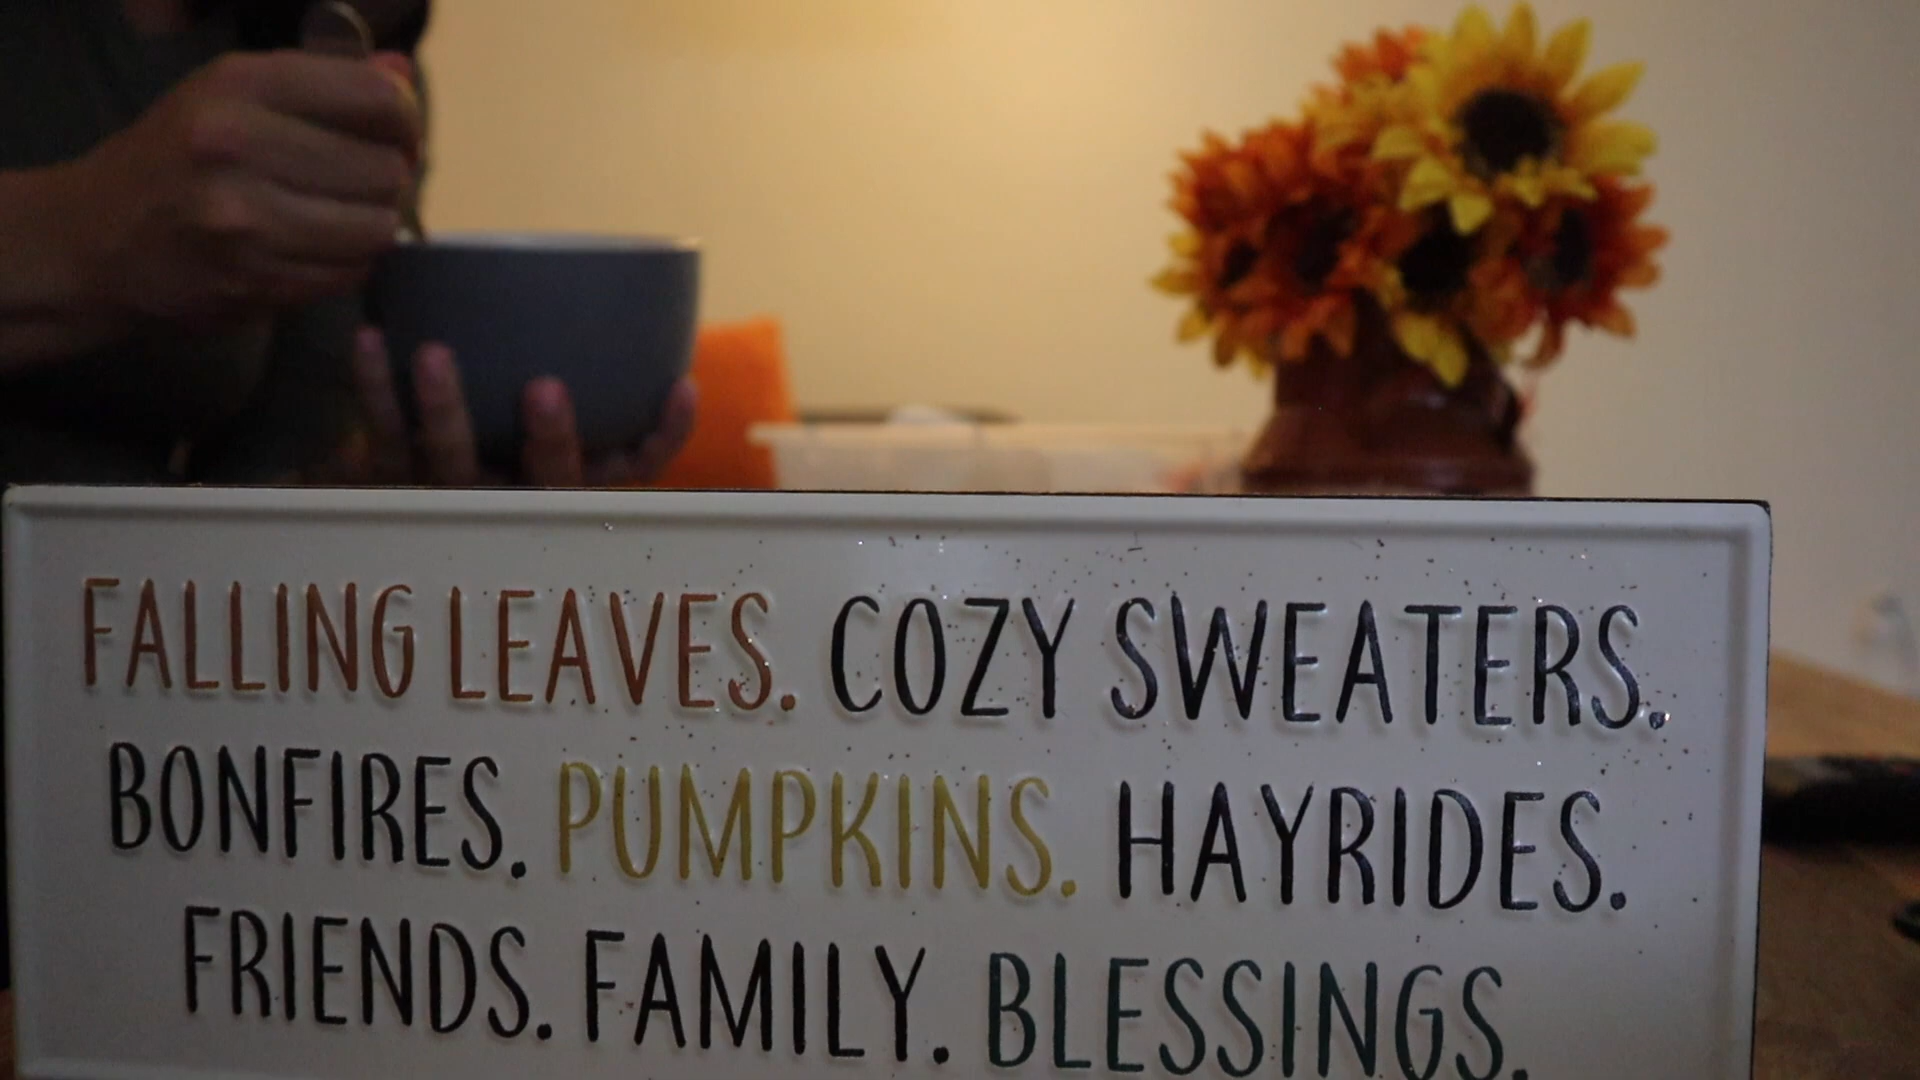 FALLING LEAVES. COZY SWEATERS.
BONFIRES. PUMPKINS. HAYRIDES.
FRIENDS. FAMILY. BLESSINGS.